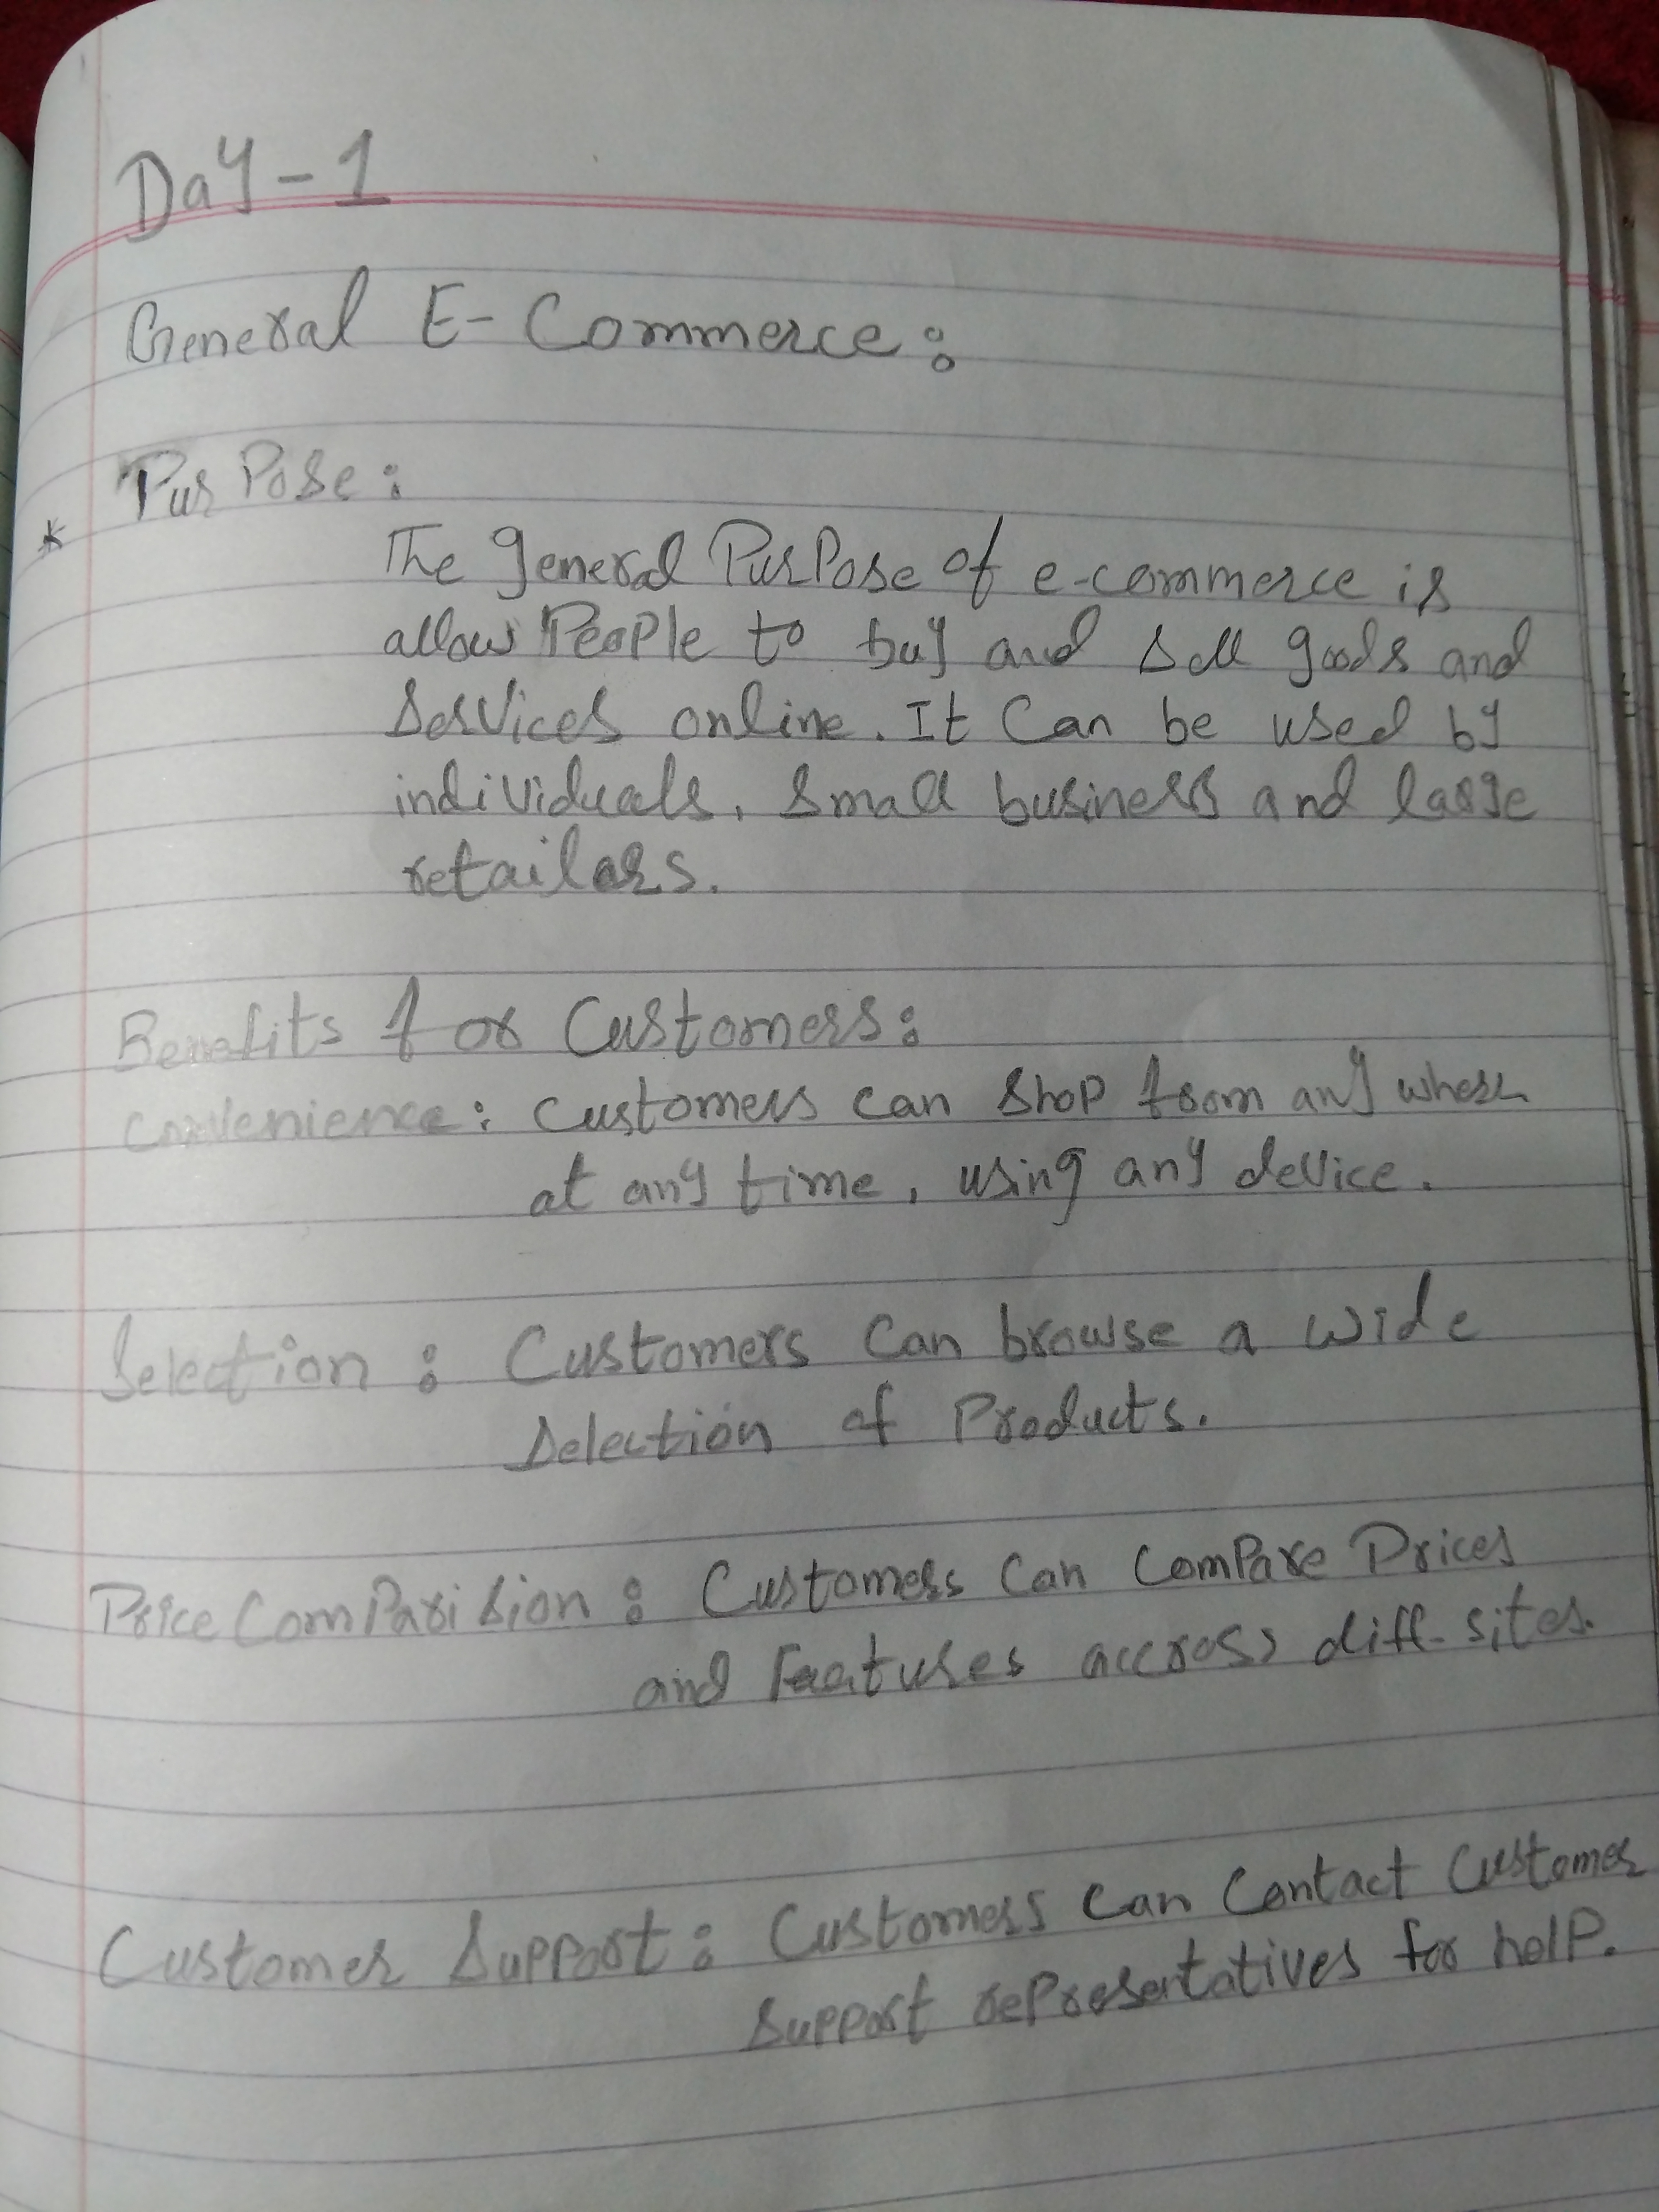 Day-1
General E-Commerce:
* Purpose:
The general Purpose of e-commerce is
allow People to buy and sell goods and
services online. It Can be used by
individuals, small business and large
retailars.
Benefits for Customers:
Convenience: Customers can shop from any where
at any time, using any device.
Selection: Customers Can browse a wide
selection of Products.
Price Comparision: Customers Can Compare Prices
and Featuses accross diff- sites.
Customer Support: Customers can Contact Customer
Support representatives for help.